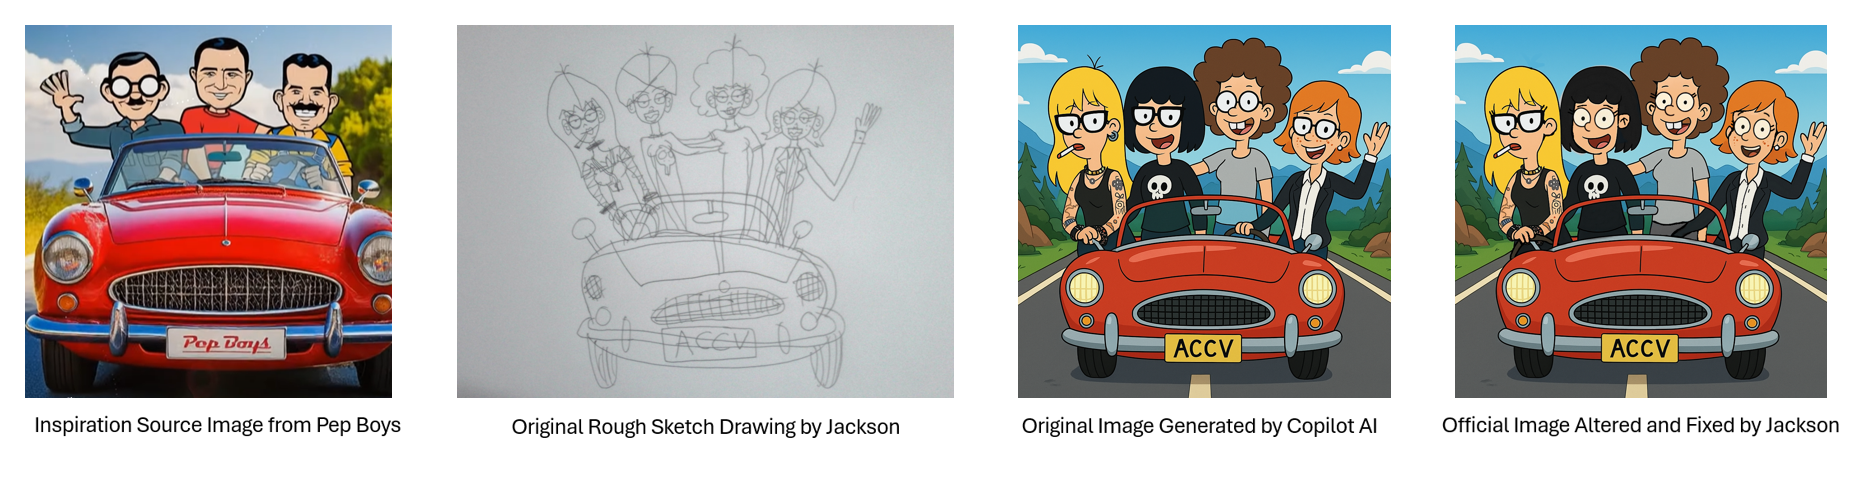 Pep Boys
ACCV
ACCV
ACCV
Inspiration Source Image from Pep Boys
Original Rough Sketch Drawing by Jackson
Original Image Generated by Copilot AI
Official Image Altered and Fixed by Jackson